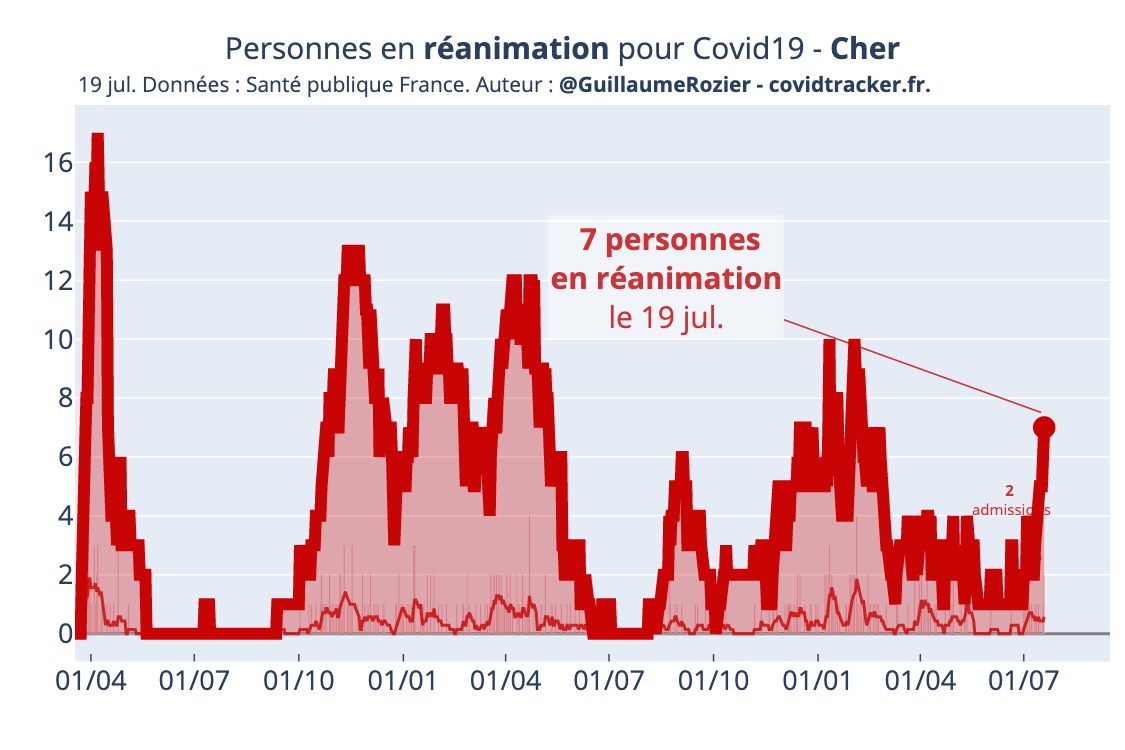 Personnes en réanimation pour Covid19 - Cher
19 jul. Données : Santé publique France. Auteur : @GuillaumeRozier - covidtracker.fr.
16
14
12
10
8
6
4
2
0
7 personnes
en réanimation
le 19 jul.
2
admissions
01/04 01/07 01/10 01/01 01/04 01/07 01/10 01/01 01/04 01/07